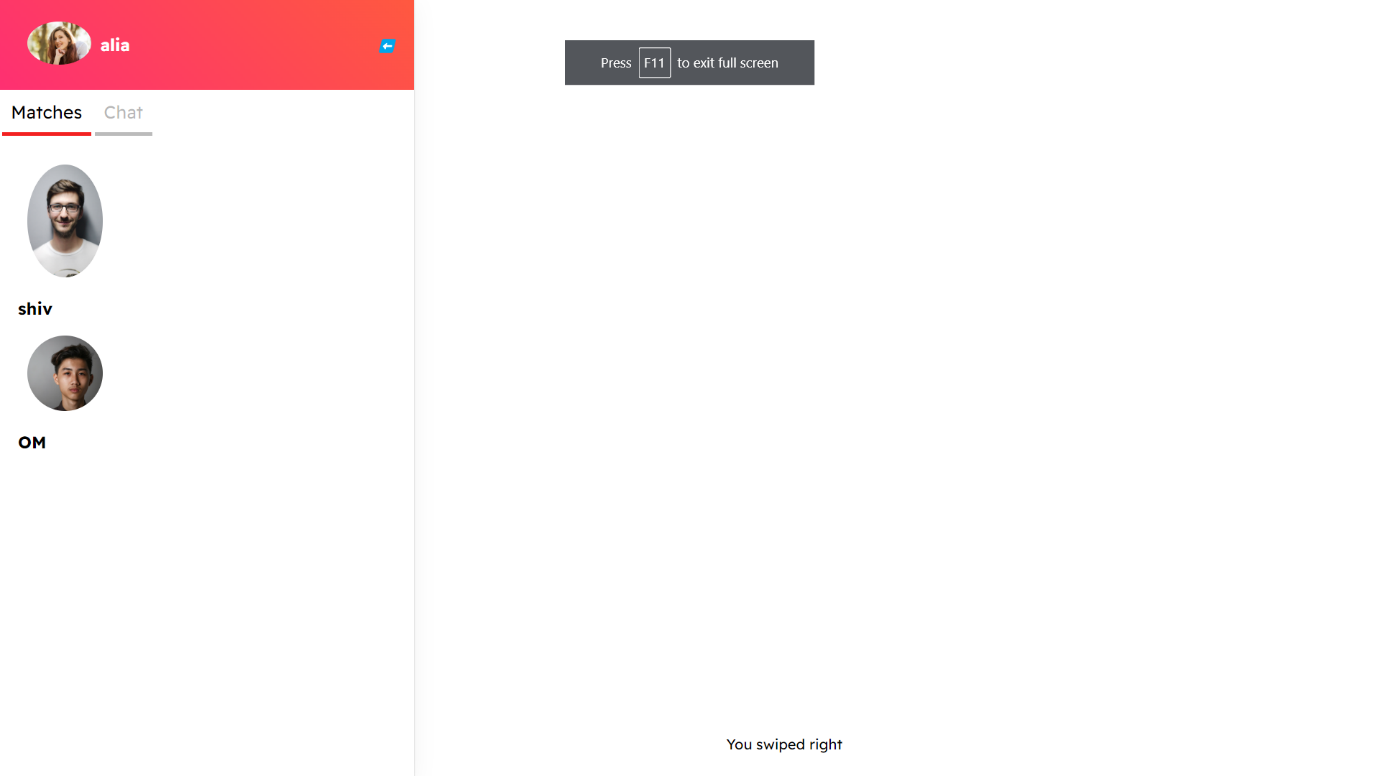 alia
Press F11 to exit full screen
Matches Chat
shiv
OM
You swiped right